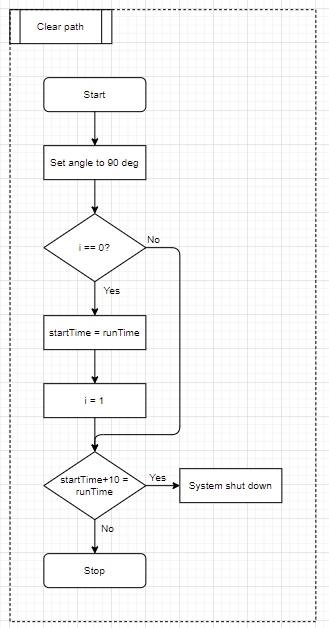 Clear path
Start
Set angle to 90 deg
i == 0?
No
Yes
startTime = runTime
i = 1
startTime+10 =
runTime
Yes
System shut down
No
Stop